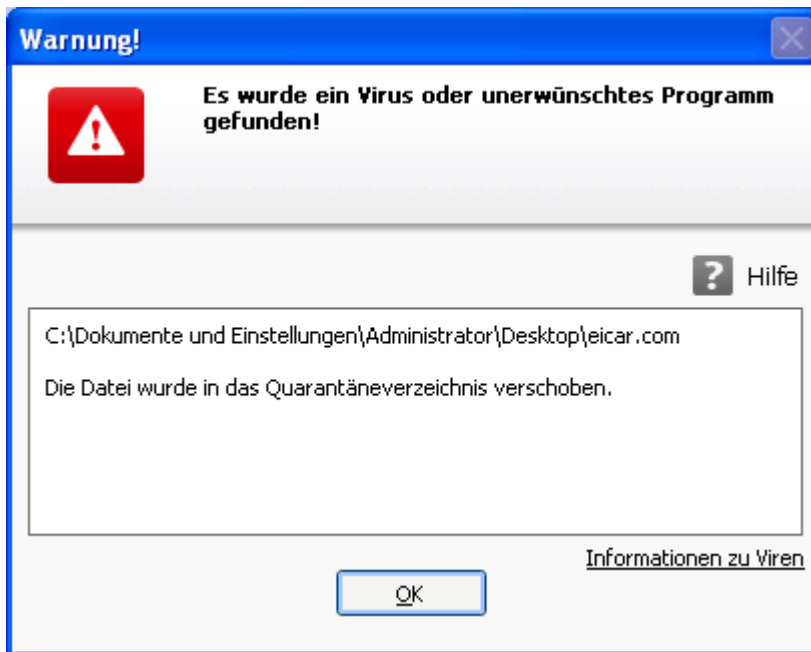 Warnung!
Es wurde ein Virus oder unerwünschtes Programm
gefunden!
? Hilfe
C:\Dokumente und Einstellungen\Administrator\Desktop\eicar.com
Die Datei wurde in das Quarantäneverzeichnis verschoben.
Informationen zu Viren
OK